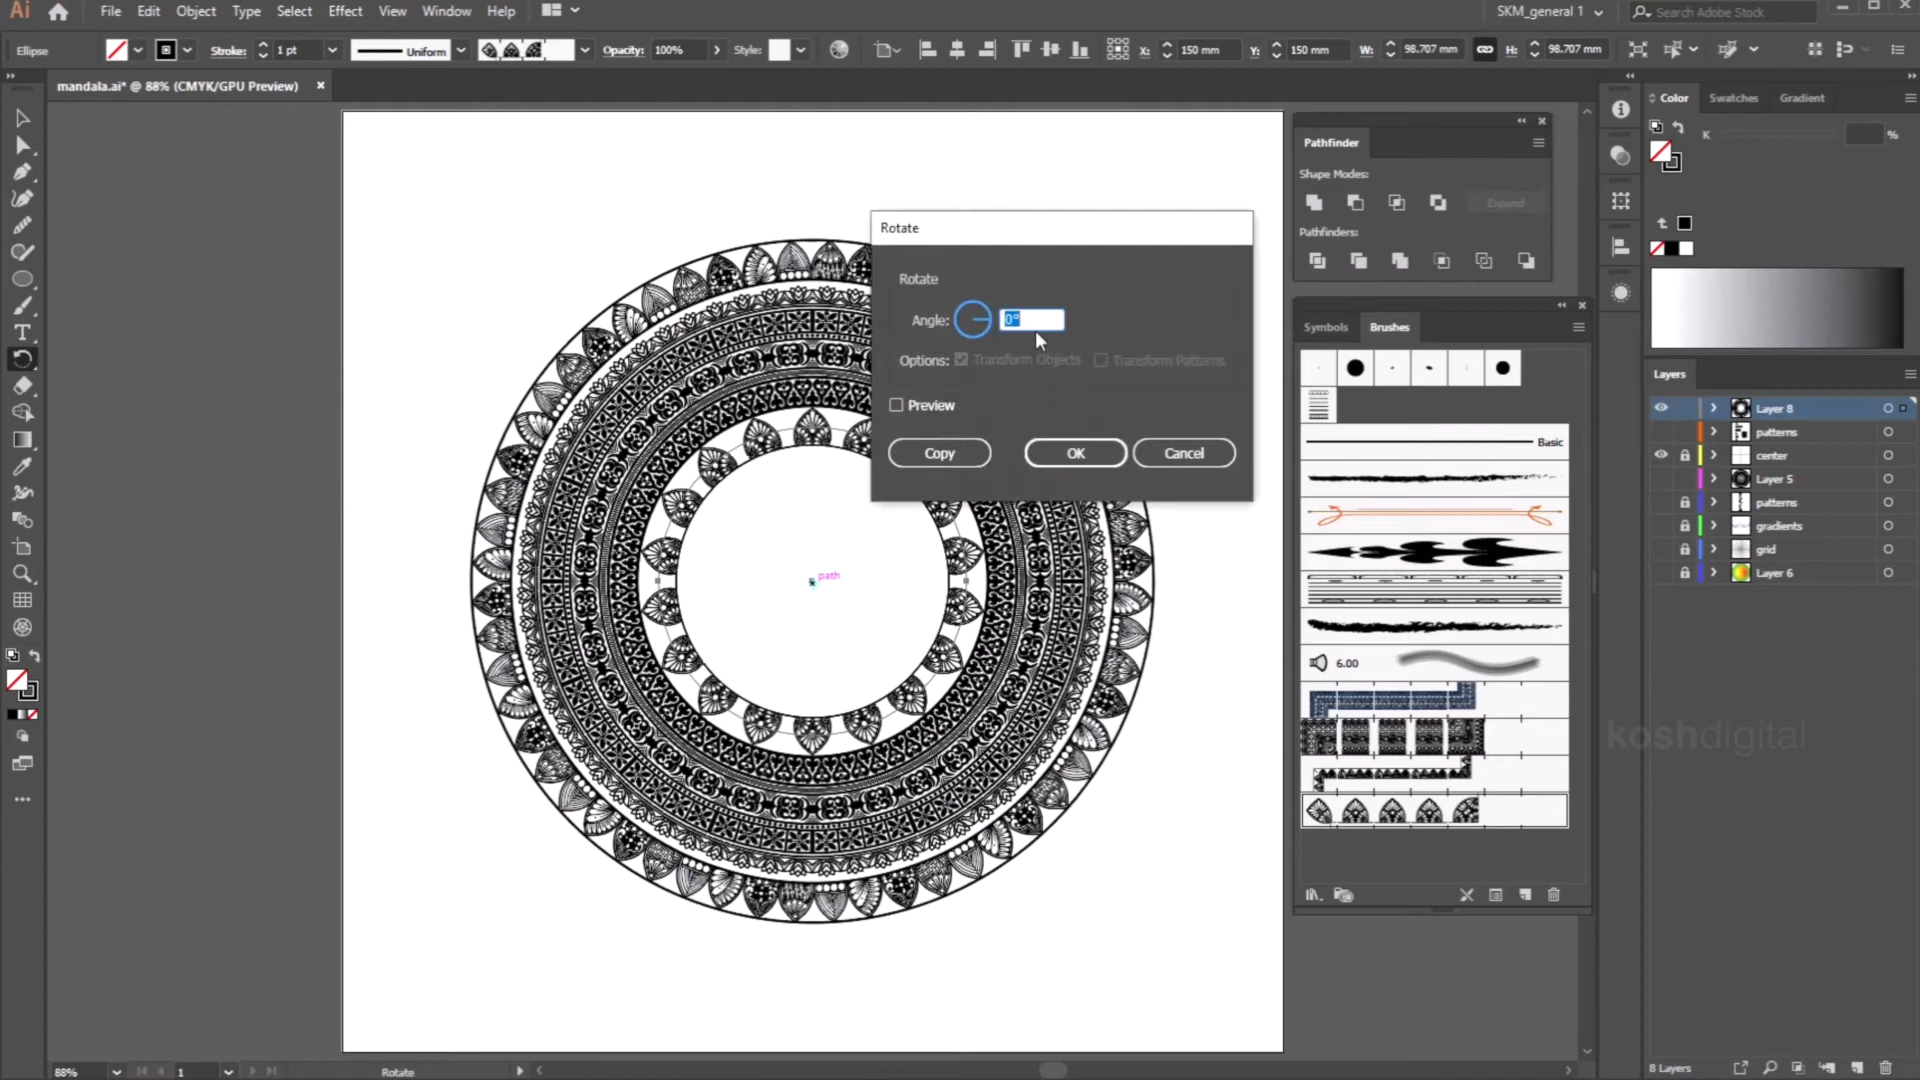 Ai File Edit Object Type Select Effect View Window Help SKM_general 1 Search Adobe Stock
Ellipse Stroke: 1 pt Uniform Opacity: 100% Style: X: 150 mm Y: 150 mm W: 98.707 mm H: 98.707 mm
mandala.ai* @ 88% (CMYK/GPU Preview)
Color Swatches Gradient
K %
Pathfinder
Shape Modes:
Expand
Pathfinders:
Rotate
Rotate
Angle: 0°
Options: Transform Objects Transform Patterns
Preview
Copy OK Cancel
path
Symbols Brushes
Basic
6.00
Layers
Layer 8
patterns
center
Layer 5
patterns
gradients
grid
Layer 6
koshdigital
88% 1 Rotate
8 Layers